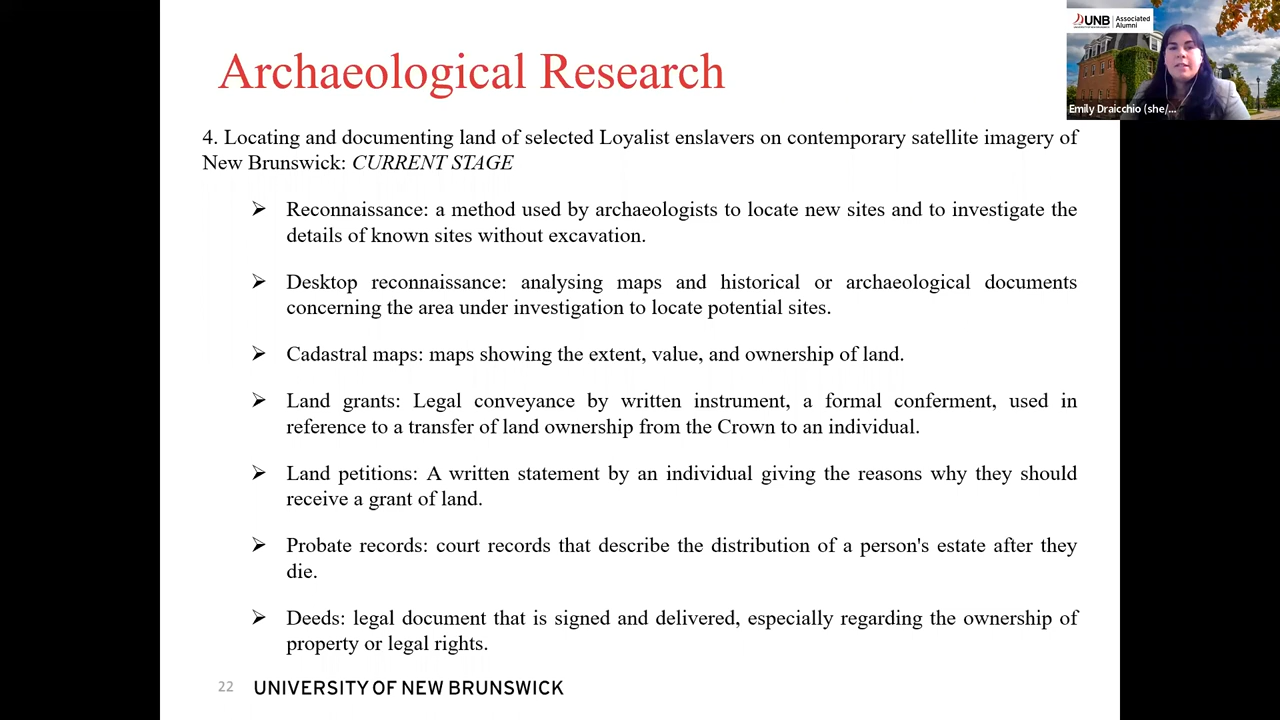 Archaeological Research
4. Locating and documenting land of selected Loyalist enslavers on contemporary satellite imagery of
New Brunswick: CURRENT STAGE
➢ Reconnaissance: a method used by archaeologists to locate new sites and to investigate the
details of known sites without excavation.
➢ Desktop reconnaissance: analysing maps and historical or archaeological documents
concerning the area under investigation to locate potential sites.
➢ Cadastral maps: maps showing the extent, value, and ownership of land.
➢ Land grants: Legal conveyance by written instrument, a formal conferment, used in
reference to a transfer of land ownership from the Crown to an individual.
➢ Land petitions: A written statement by an individual giving the reasons why they should
receive a grant of land.
➢ Probate records: court records that describe the distribution of a person's estate after they
die.
➢ Deeds: legal document that is signed and delivered, especially regarding the ownership of
property or legal rights.
22 UNIVERSITY OF NEW BRUNSWICK
UNB Associated
Alumni
Emily Draicchio (she/...